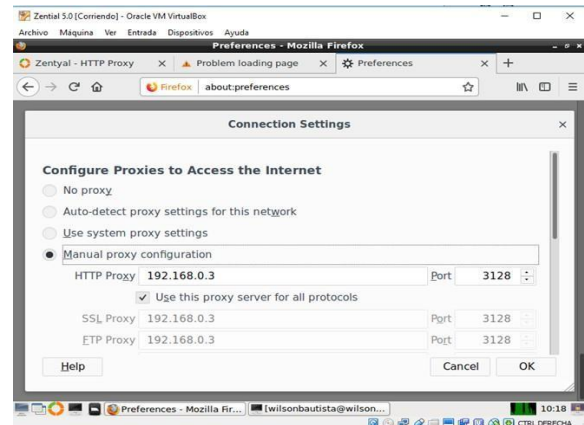 Zential 5.0 [Corriendo] - Oracle VM VirtualBox
Archivo Máquina Ver Entrada Dispositivos Ayuda
Preferences - Mozilla Firefox
Zentyal - HTTP Proxy
Problem loading page
Preferences
Firefox about:preferences
Connection Settings
Configure Proxies to Access the Internet
No proxy
Auto-detect proxy settings for this network
Use system proxy settings
Manual proxy configuration
HTTP Proxy 192.168.0.3 Port 3128
Use this proxy server for all protocols
SSL Proxy 192.168.0.3 Port 3128
FTP Proxy 192.168.0.3 Port 3128
Help Cancel OK
Preferences - Mozilla Fir... [wilsonbautista@wilson... 10:18
CTRL DERECHA